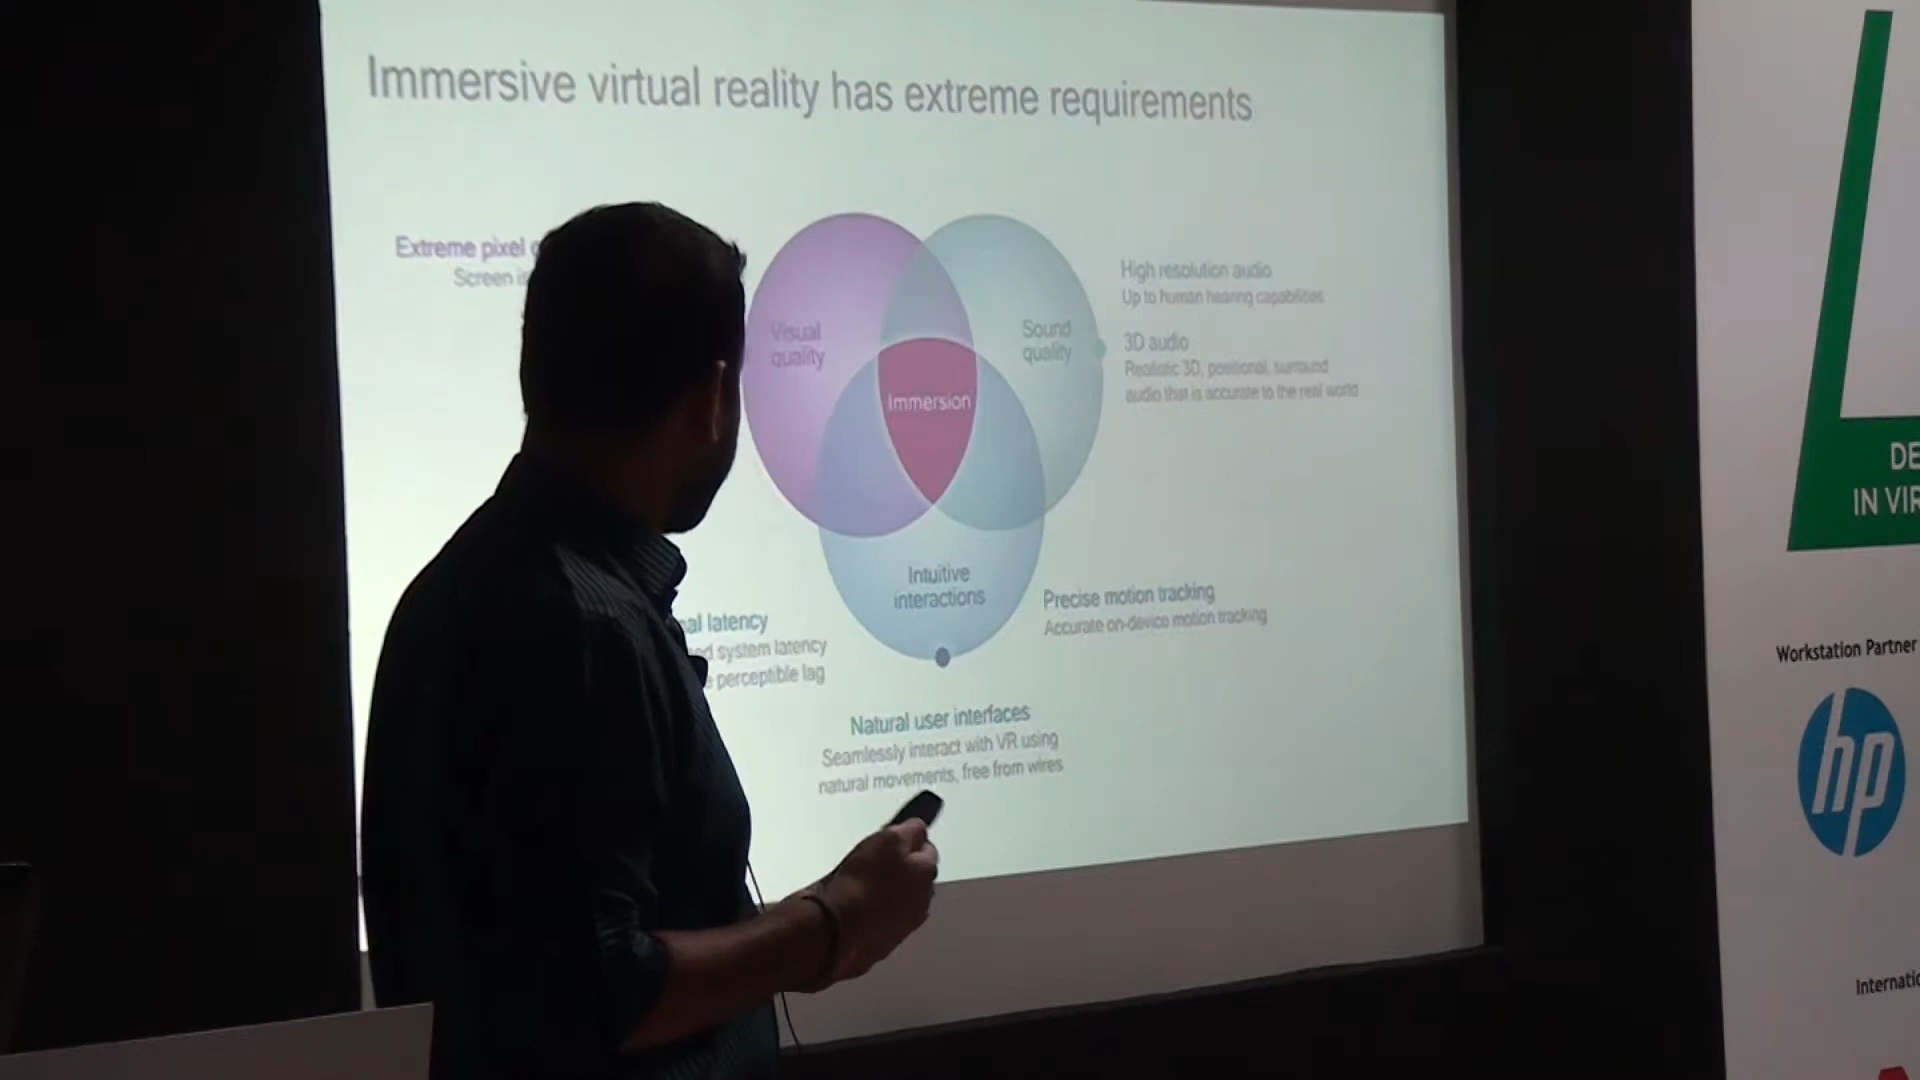 Immersive virtual reality has extreme requirements
Extreme pixel
Screen
Visual
quality
Sound
quality
Immersion
Intuitive
interactions
High resolution audio
Up to human hearing capabilities
3D audio
Realistic 3D, positional, surround
audio that is accurate to the real world
latency
system latency
perceptible lag
Precise motion tracking
Accurate on-device motion tracking
Natural user interfaces
Seamlessly interact with VR using
natural movements, free from wires
DE
IN VIR
Workstation Partner
hp
Internatio